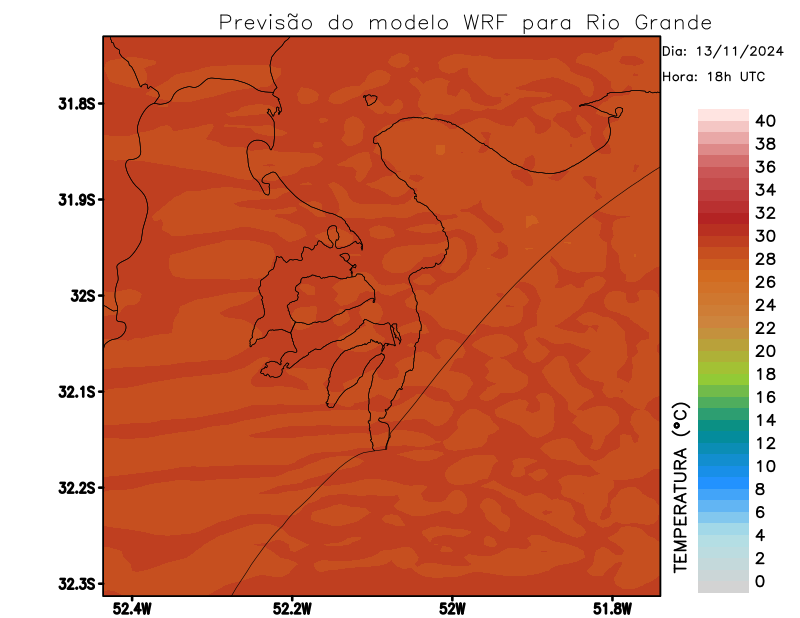 Previsão do modelo WRF para Rio Grande
Dia: 13/11/2024
Hora: 18h UTC
31.8S
31.9S
32S
32.1S
32.2S
32.3S
52.4W
52.2W
52W
51.8W
TEMPERATURA (°C)
40
38
36
34
32
30
28
26
24
22
20
18
16
14
12
10
8
6
4
2
0